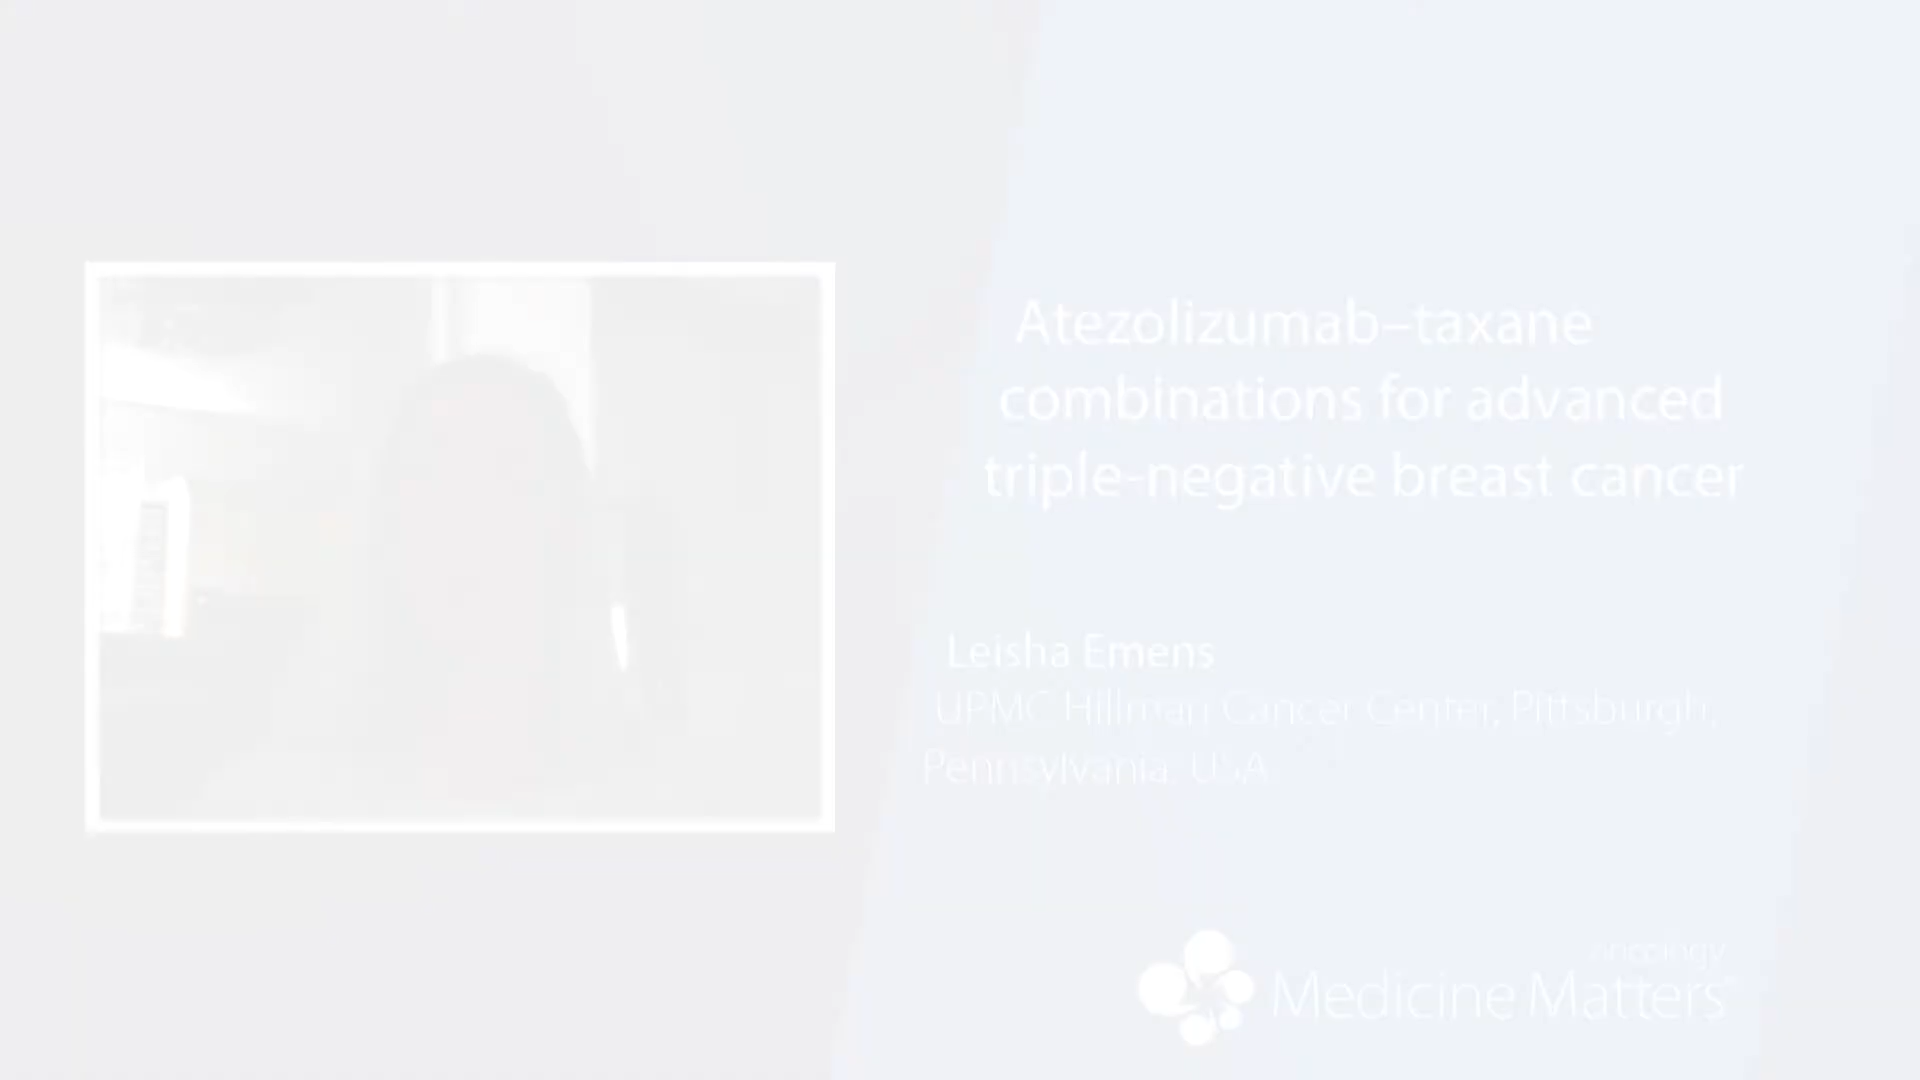 Atezolizumab–taxane
combinations for advanced
triple-negative breast cancer
Leisha Emens
UPMC Hillman Cancer Center, Pittsburgh,
Pennsylvania, USA
oncology
Medicine Matters